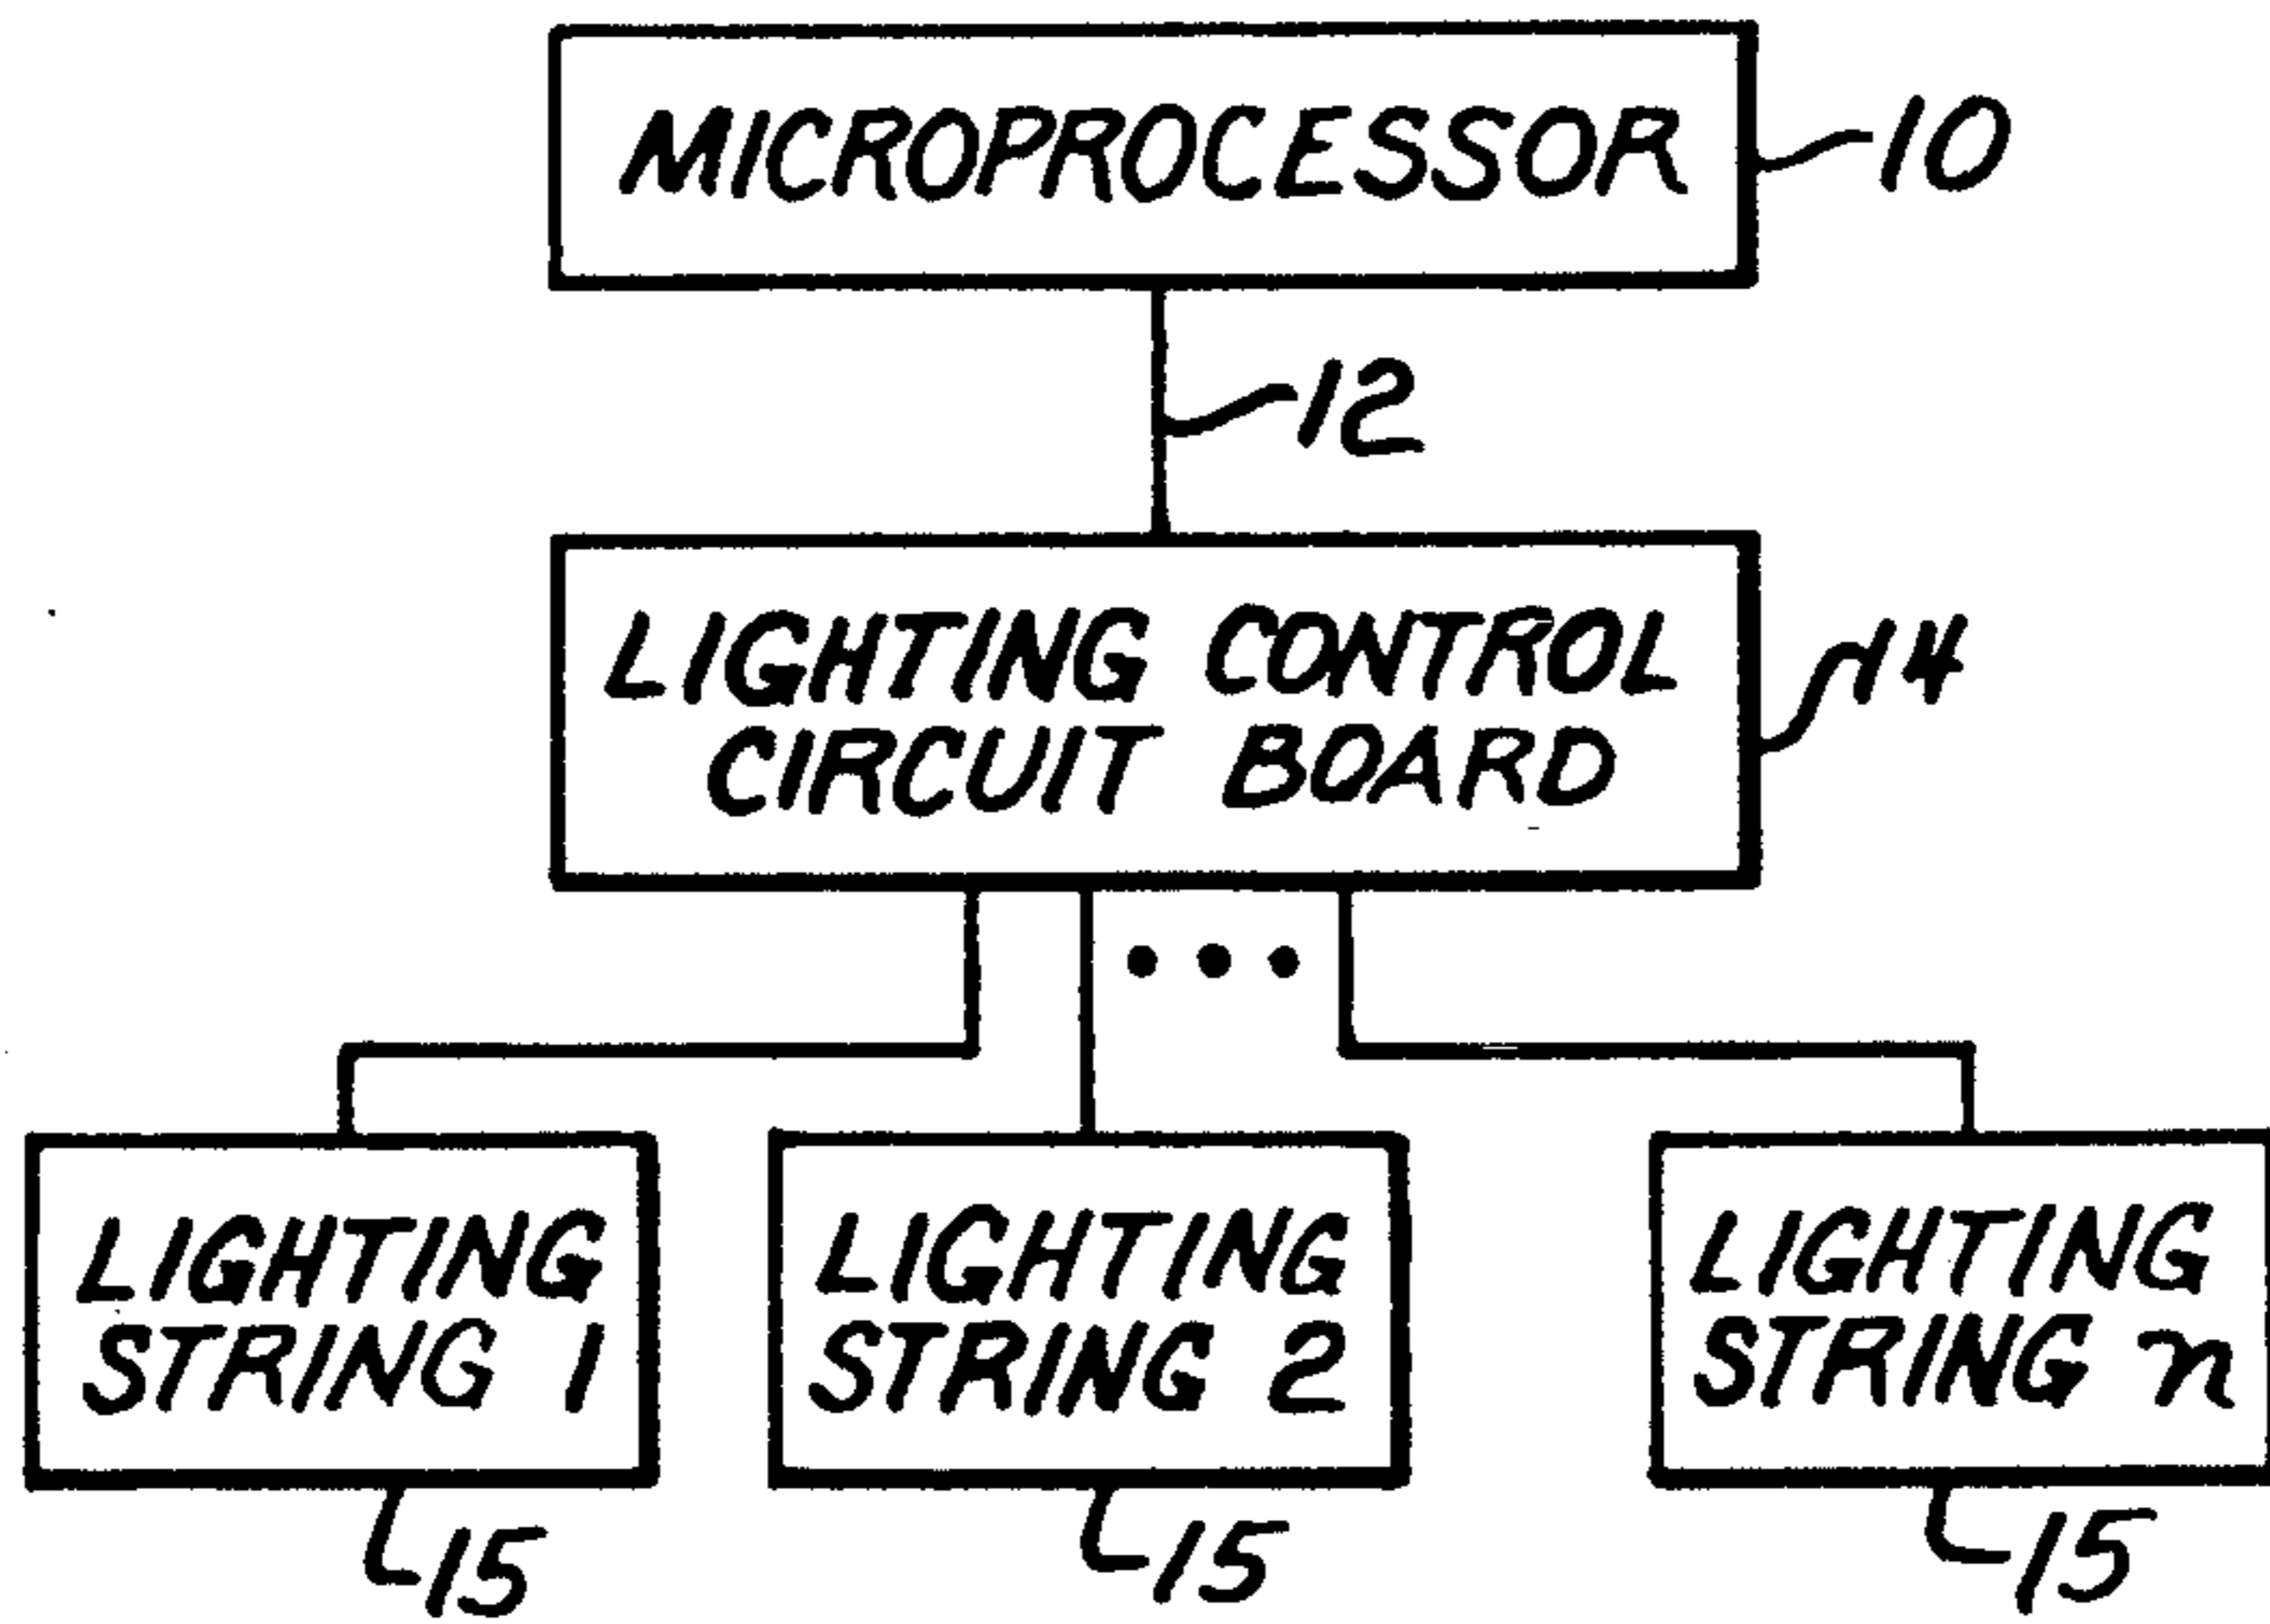 MICROPROCESSOR
10
12
LIGHTING CONTROL
CIRCUIT BOARD
14
LIGHTING
STRING 1
15
LIGHTING
STRING 2
15
LIGHTING
STRING n
15